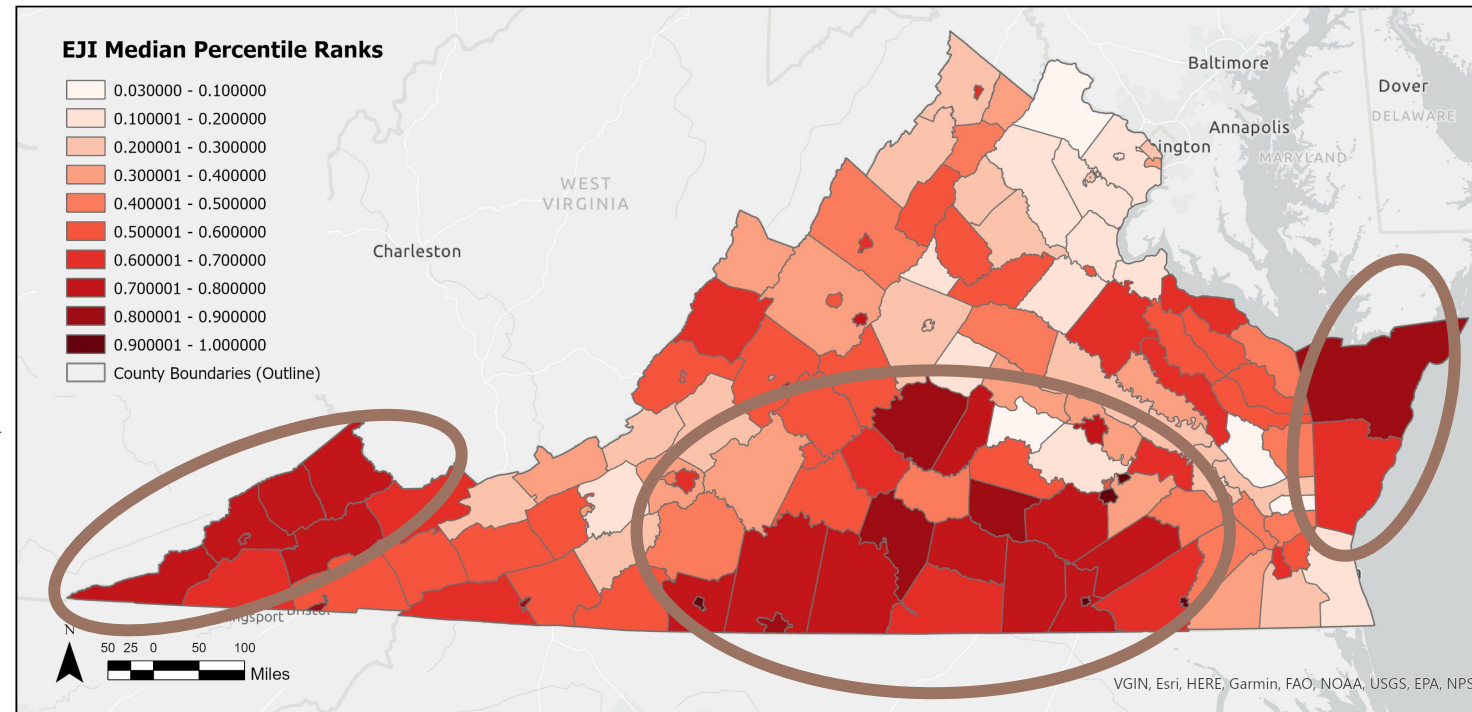 EJI Median Percentile Ranks
0.030000 - 0.100000
0.100001 - 0.200000
0.200001 - 0.300000
0.300001 - 0.400000
0.400001 - 0.500000
0.500001 - 0.600000
0.600001 - 0.700000
0.700001 - 0.800000
0.800001 - 0.900000
0.900001 - 1.000000
County Boundaries (Outline)
Baltimore
Dover
DELAWARE
Annapolis
ington
MARYLAND
WEST
VIRGINIA
Charleston
ngsport Bristol
N
50 25 0 50 100
Miles
VGIN, Esri, HERE, Garmin, FAO, NOAA, USGS, EPA, NPS